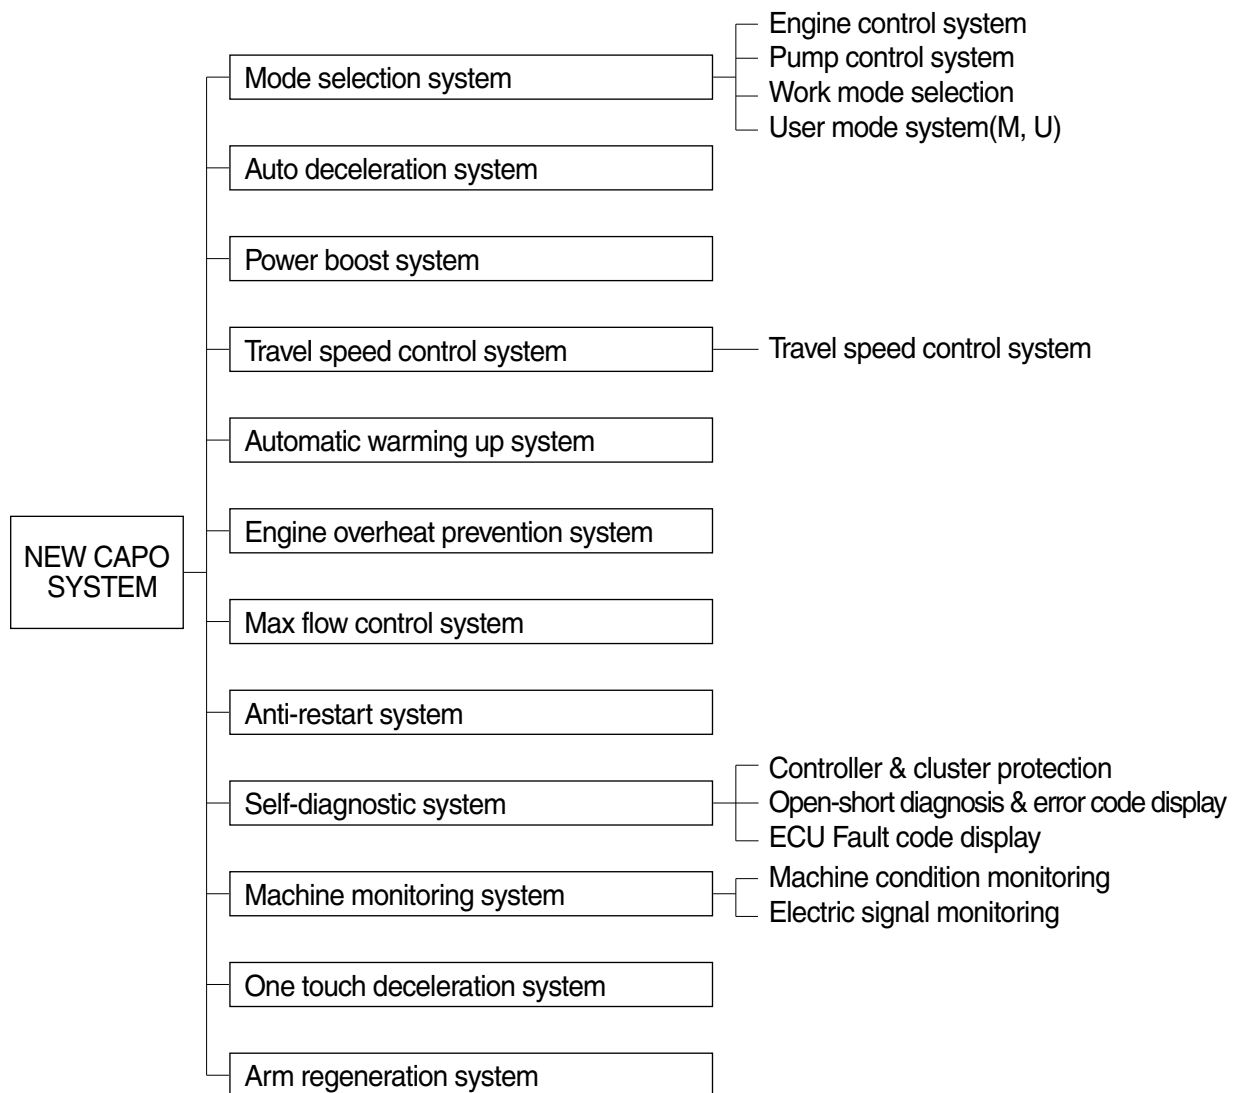 Engine control system
Pump control system
Mode selection system
Work mode selection
User mode system(M, U)
Auto deceleration system
Power boost system
Travel speed control system
Travel speed control system
Automatic warming up system
Engine overheat prevention system
NEW CAPO
SYSTEM
Max flow control system
Anti-restart system
Controller & cluster protection
Self-diagnostic system
Open-short diagnosis & error code display
ECU Fault code display
Machine condition monitoring
Machine monitoring system
Electric signal monitoring
One touch deceleration system
Arm regeneration system